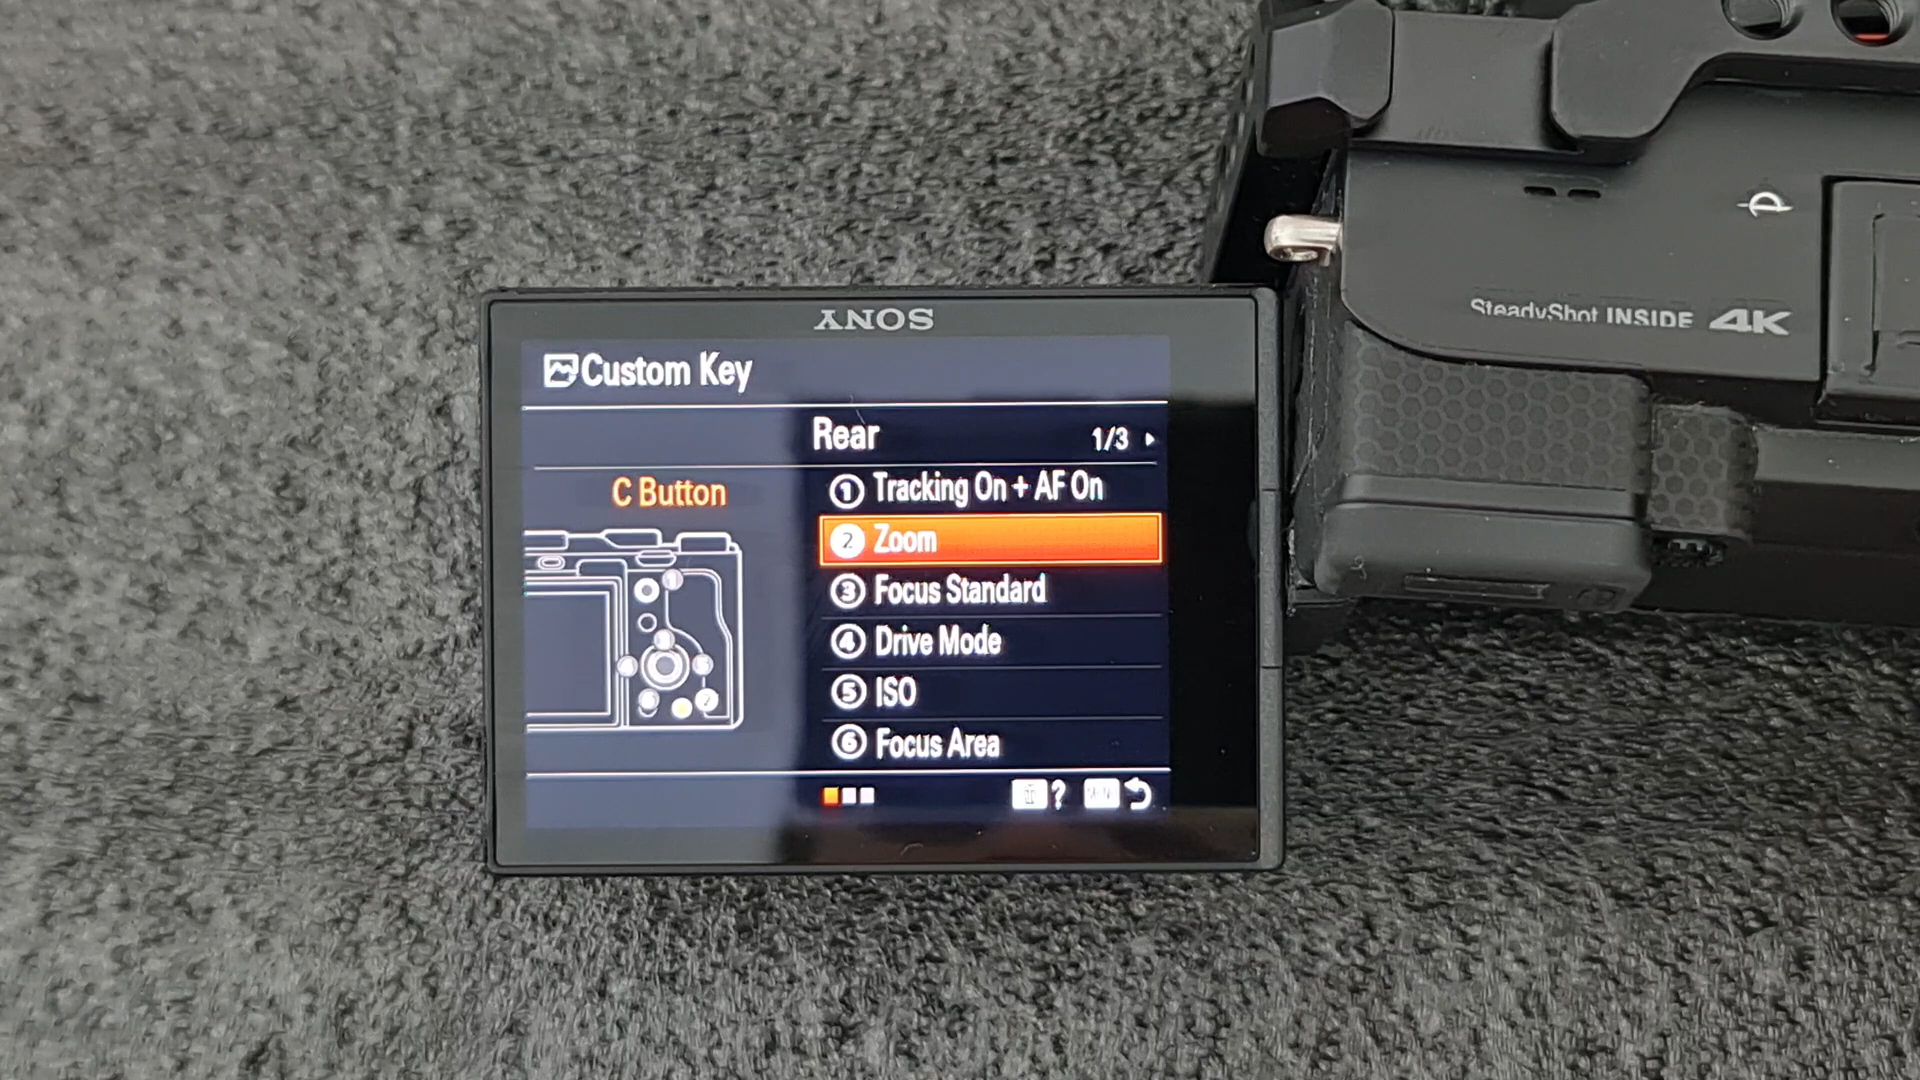 SONY
Custom Key
Rear 1/3
C Button
1 Tracking On + AF On
2 Zoom
3 Focus Standard
4 Drive Mode
5 ISO
6 Focus Area
? MENU
SteadyShot INSIDE 4K